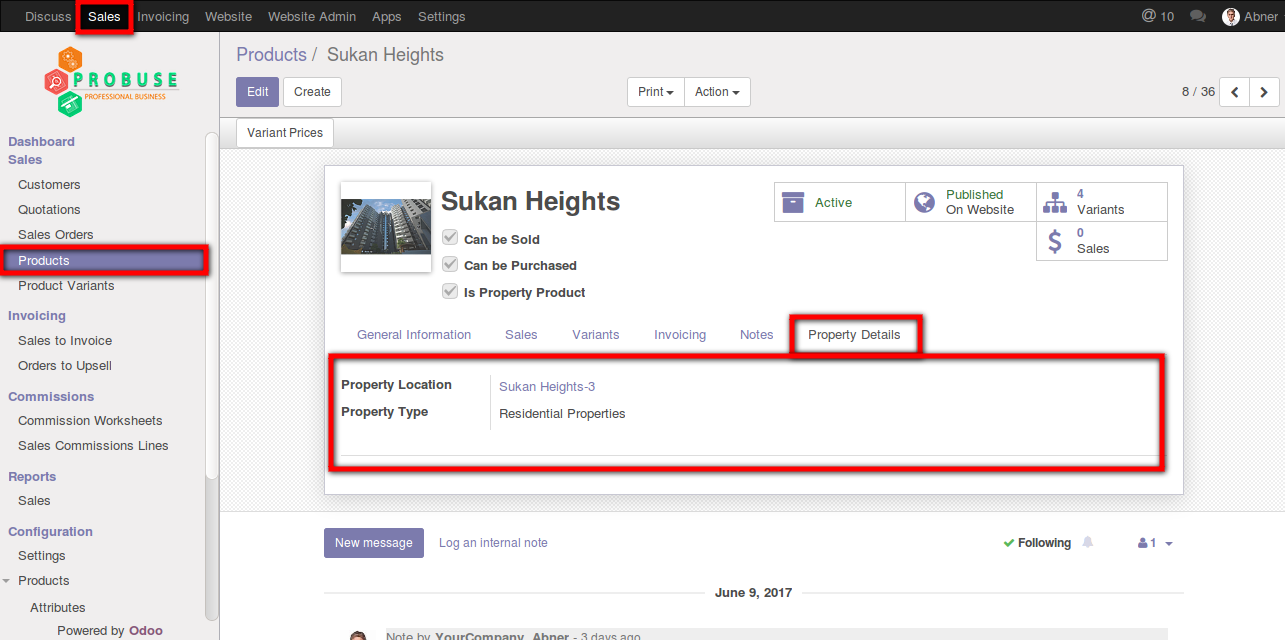 Discuss Sales Invoicing Website Website Admin Apps Settings @ 10 Abner
PROBUSE
PROFESSIONAL BUSINESS
Products / Sukan Heights
Edit Create Print Action 8 / 36
Variant Prices
Dashboard
Sales
Customers
Quotations
Sales Orders
Products
Product Variants
Invoicing
Sales to Invoice
Orders to Upsell
Commissions
Commission Worksheets
Sales Commissions Lines
Reports
Sales
Configuration
Settings
Products
Attributes
Powered by Odoo
Sukan Heights
Can be Sold
Can be Purchased
Is Property Product
Active
Published
On Website
4
Variants
0
Sales
General Information Sales Variants Invoicing Notes Property Details
Property Location Sukan Heights-3
Property Type Residential Properties
New message Log an internal note Following 1
June 9, 2017
Note by YourCompany, Abner - 3 days ago